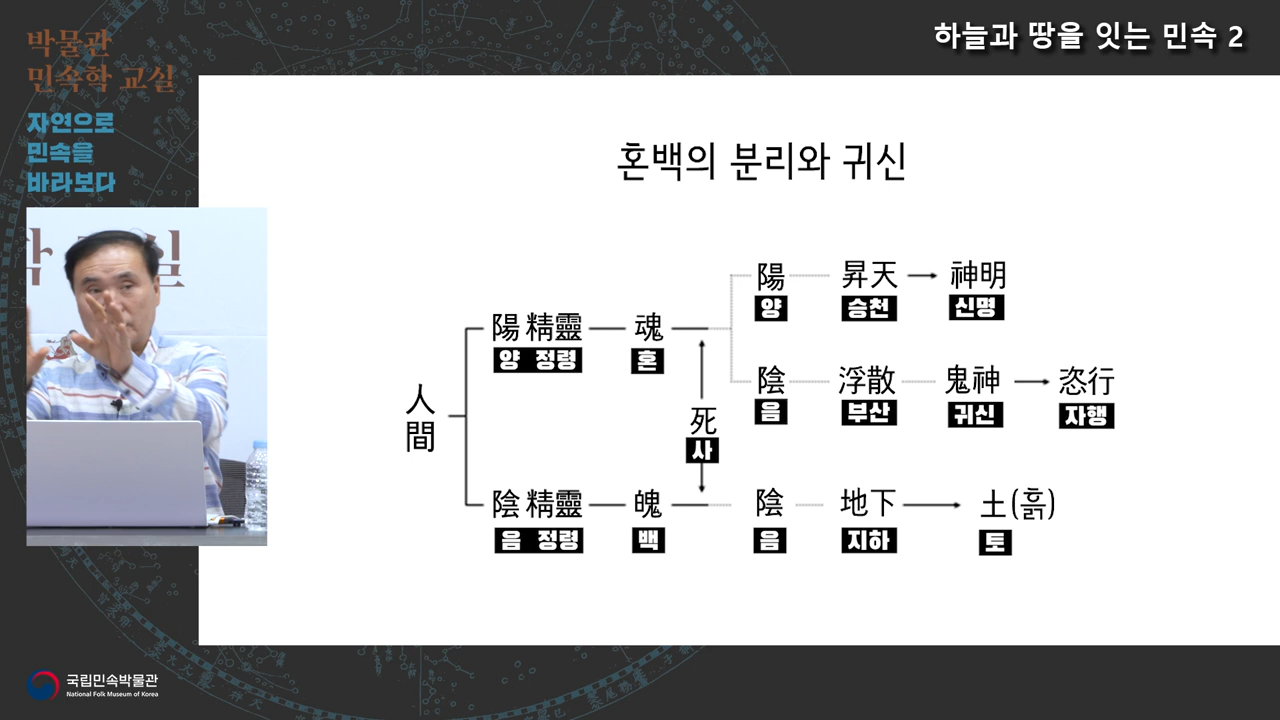 하늘과 땅을 잇는 민속 2
박물관
민속학 교실
자연으로
민속을
바라보다
혼백의 분리와 귀신
陽 昇天 神明
양 승천 신명
陽 精靈 魂
양 정령 혼
陰 浮散 鬼神 恣行
음 부산 귀신 자행
人間
死
사
陰 精靈 魄 陰 地下 土(흙)
음 정령 백 음 지하 토
국립민속박물관
National Folk Museum of Korea